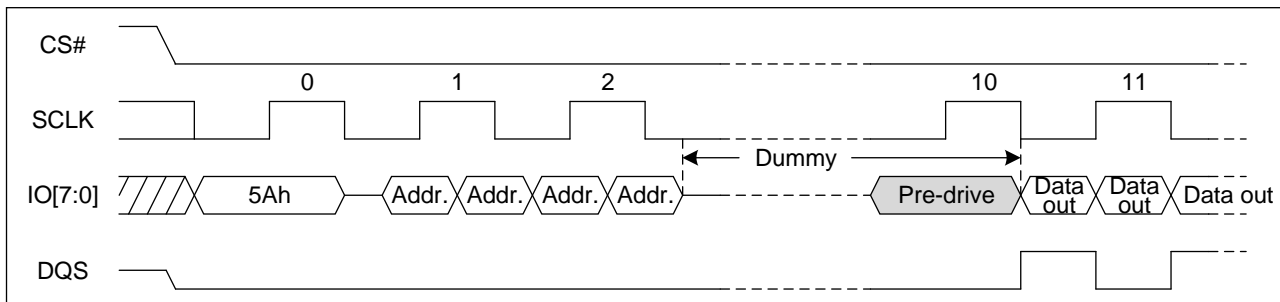 CS#
0 1 2 10 11
SCLK
Dummy
IO[7:0] 5Ah Addr. Addr. Addr. Addr. Pre-drive Data out Data out Data out
DQS